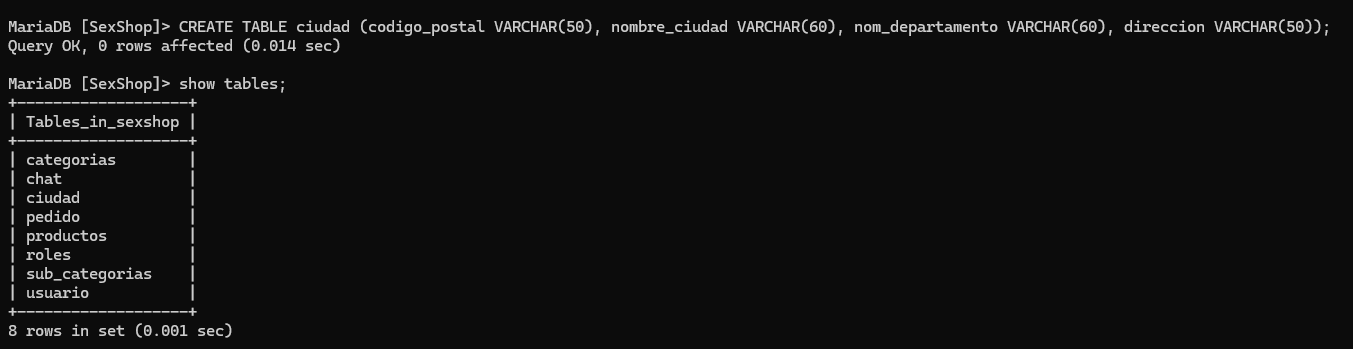 MariaDB [SexShop]> CREATE TABLE ciudad (codigo_postal VARCHAR(50), nombre_ciudad VARCHAR(60), nom_departamento VARCHAR(60), direccion VARCHAR(50));
Query OK, 0 rows affected (0.014 sec)
MariaDB [SexShop]> show tables;
+-------------------+
| Tables_in_sexshop |
+-------------------+
| categorias        |
| chat              |
| ciudad            |
| pedido            |
| productos         |
| roles             |
| sub_categorias    |
| usuario           |
+-------------------+
8 rows in set (0.001 sec)